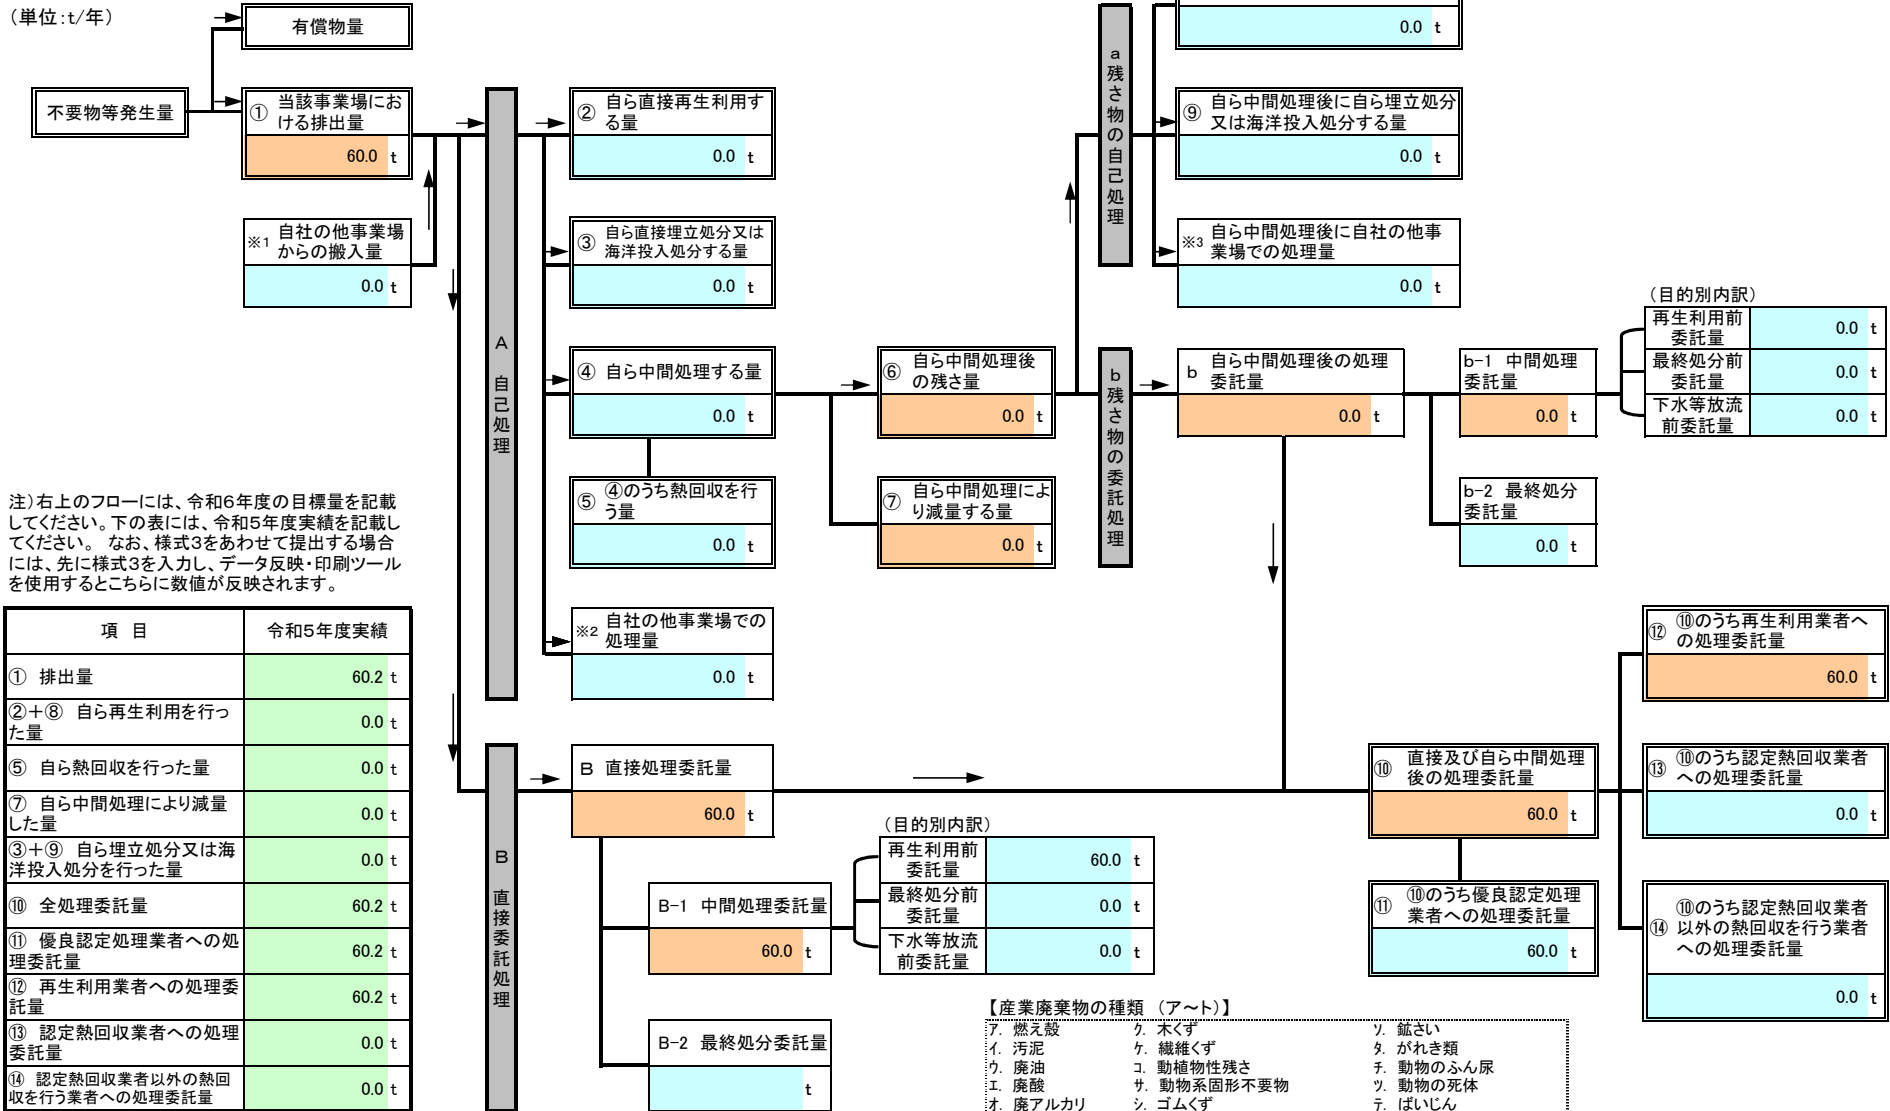 （単位:t/年）
有償物量
不要物等発生量
① 当該事業場にお
ける排出量
60.0 t
※1 自社の他事業場
からの搬入量
0.0 t
A 自己処理
② 自ら直接再生利用す
る量
0.0 t
③ 自ら直接埋立処分又は
海洋投入処分する量
0.0 t
④ 自ら中間処理する量
0.0 t
⑤ ④のうち熱回収を行
う量
0.0 t
※2 自社の他事業場での
処理量
0.0 t
⑥ 自ら中間処理後
の残さ量
0.0 t
⑦ 自ら中間処理によ
り減量する量
0.0 t
a 残さ物の自己処理
0.0 t
⑨ 自ら中間処理後に自ら埋立処分
又は海洋投入処分する量
0.0 t
※3 自ら中間処理後に自社の他事
業場での処理量
0.0 t
b 残さ物の委託処理
b 自ら中間処理後の処理
委託量
0.0 t
b-1 中間処理
委託量
0.0 t
（目的別内訳）
再生利用前
委託量
0.0 t
最終処分前
委託量
0.0 t
下水等放流
前委託量
0.0 t
b-2 最終処分
委託量
0.0 t
注）右上のフローには、令和6年度の目標量を記載
してください。下の表には、令和5年度実績を記載し
てください。 なお、様式3をあわせて提出する場合
には、先に様式3を入力し、データ反映・印刷ツール
を使用するとこちらに数値が反映されます。
項 目 令和5年度実績
① 排出量 60.2 t
②＋⑧ 自ら再生利用を行っ
た量 0.0 t
⑤ 自ら熱回収を行った量 0.0 t
⑦ 自ら中間処理により減量
した量 0.0 t
③＋⑨ 自ら埋立処分又は海
洋投入処分を行った量 0.0 t
⑩ 全処理委託量 60.2 t
⑪ 優良認定処理業者への処
理委託量 60.2 t
⑫ 再生利用業者への処理委
託量 60.2 t
⑬ 認定熱回収業者への処理
委託量 0.0 t
⑭ 認定熱回収業者以外の熱回
収を行う業者への処理委託量 0.0 t
B 直接委託処理
B 直接処理委託量
60.0 t
B-1 中間処理委託量
60.0 t
（目的別内訳）
再生利用前
委託量
60.0 t
最終処分前
委託量
0.0 t
下水等放流
前委託量
0.0 t
B-2 最終処分委託量
t
⑩ 直接及び自ら中間処理
後の処理委託量
60.0 t
⑪ ⑩のうち優良認定処理
業者への処理委託量
60.0 t
⑫ ⑩のうち再生利用業者へ
の処理委託量
60.0 t
⑬ ⑩のうち認定熱回収業者
への処理委託量
0.0 t
⑭ ⑩のうち認定熱回収業者
以外の熱回収を行う業者
への処理委託量
0.0 t
【産業廃棄物の種類 （ア～ト）】
ア. 燃え殻 ク. 木くず ソ. 鉱さい
イ. 汚泥 ケ. 繊維くず タ. がれき類
ウ. 廃油 コ. 動植物性残さ チ. 動物のふん尿
エ. 廃酸 サ. 動物系固形不要物 ツ. 動物の死体
オ. 廃アルカリ シ. ゴムくず テ. ばいじん